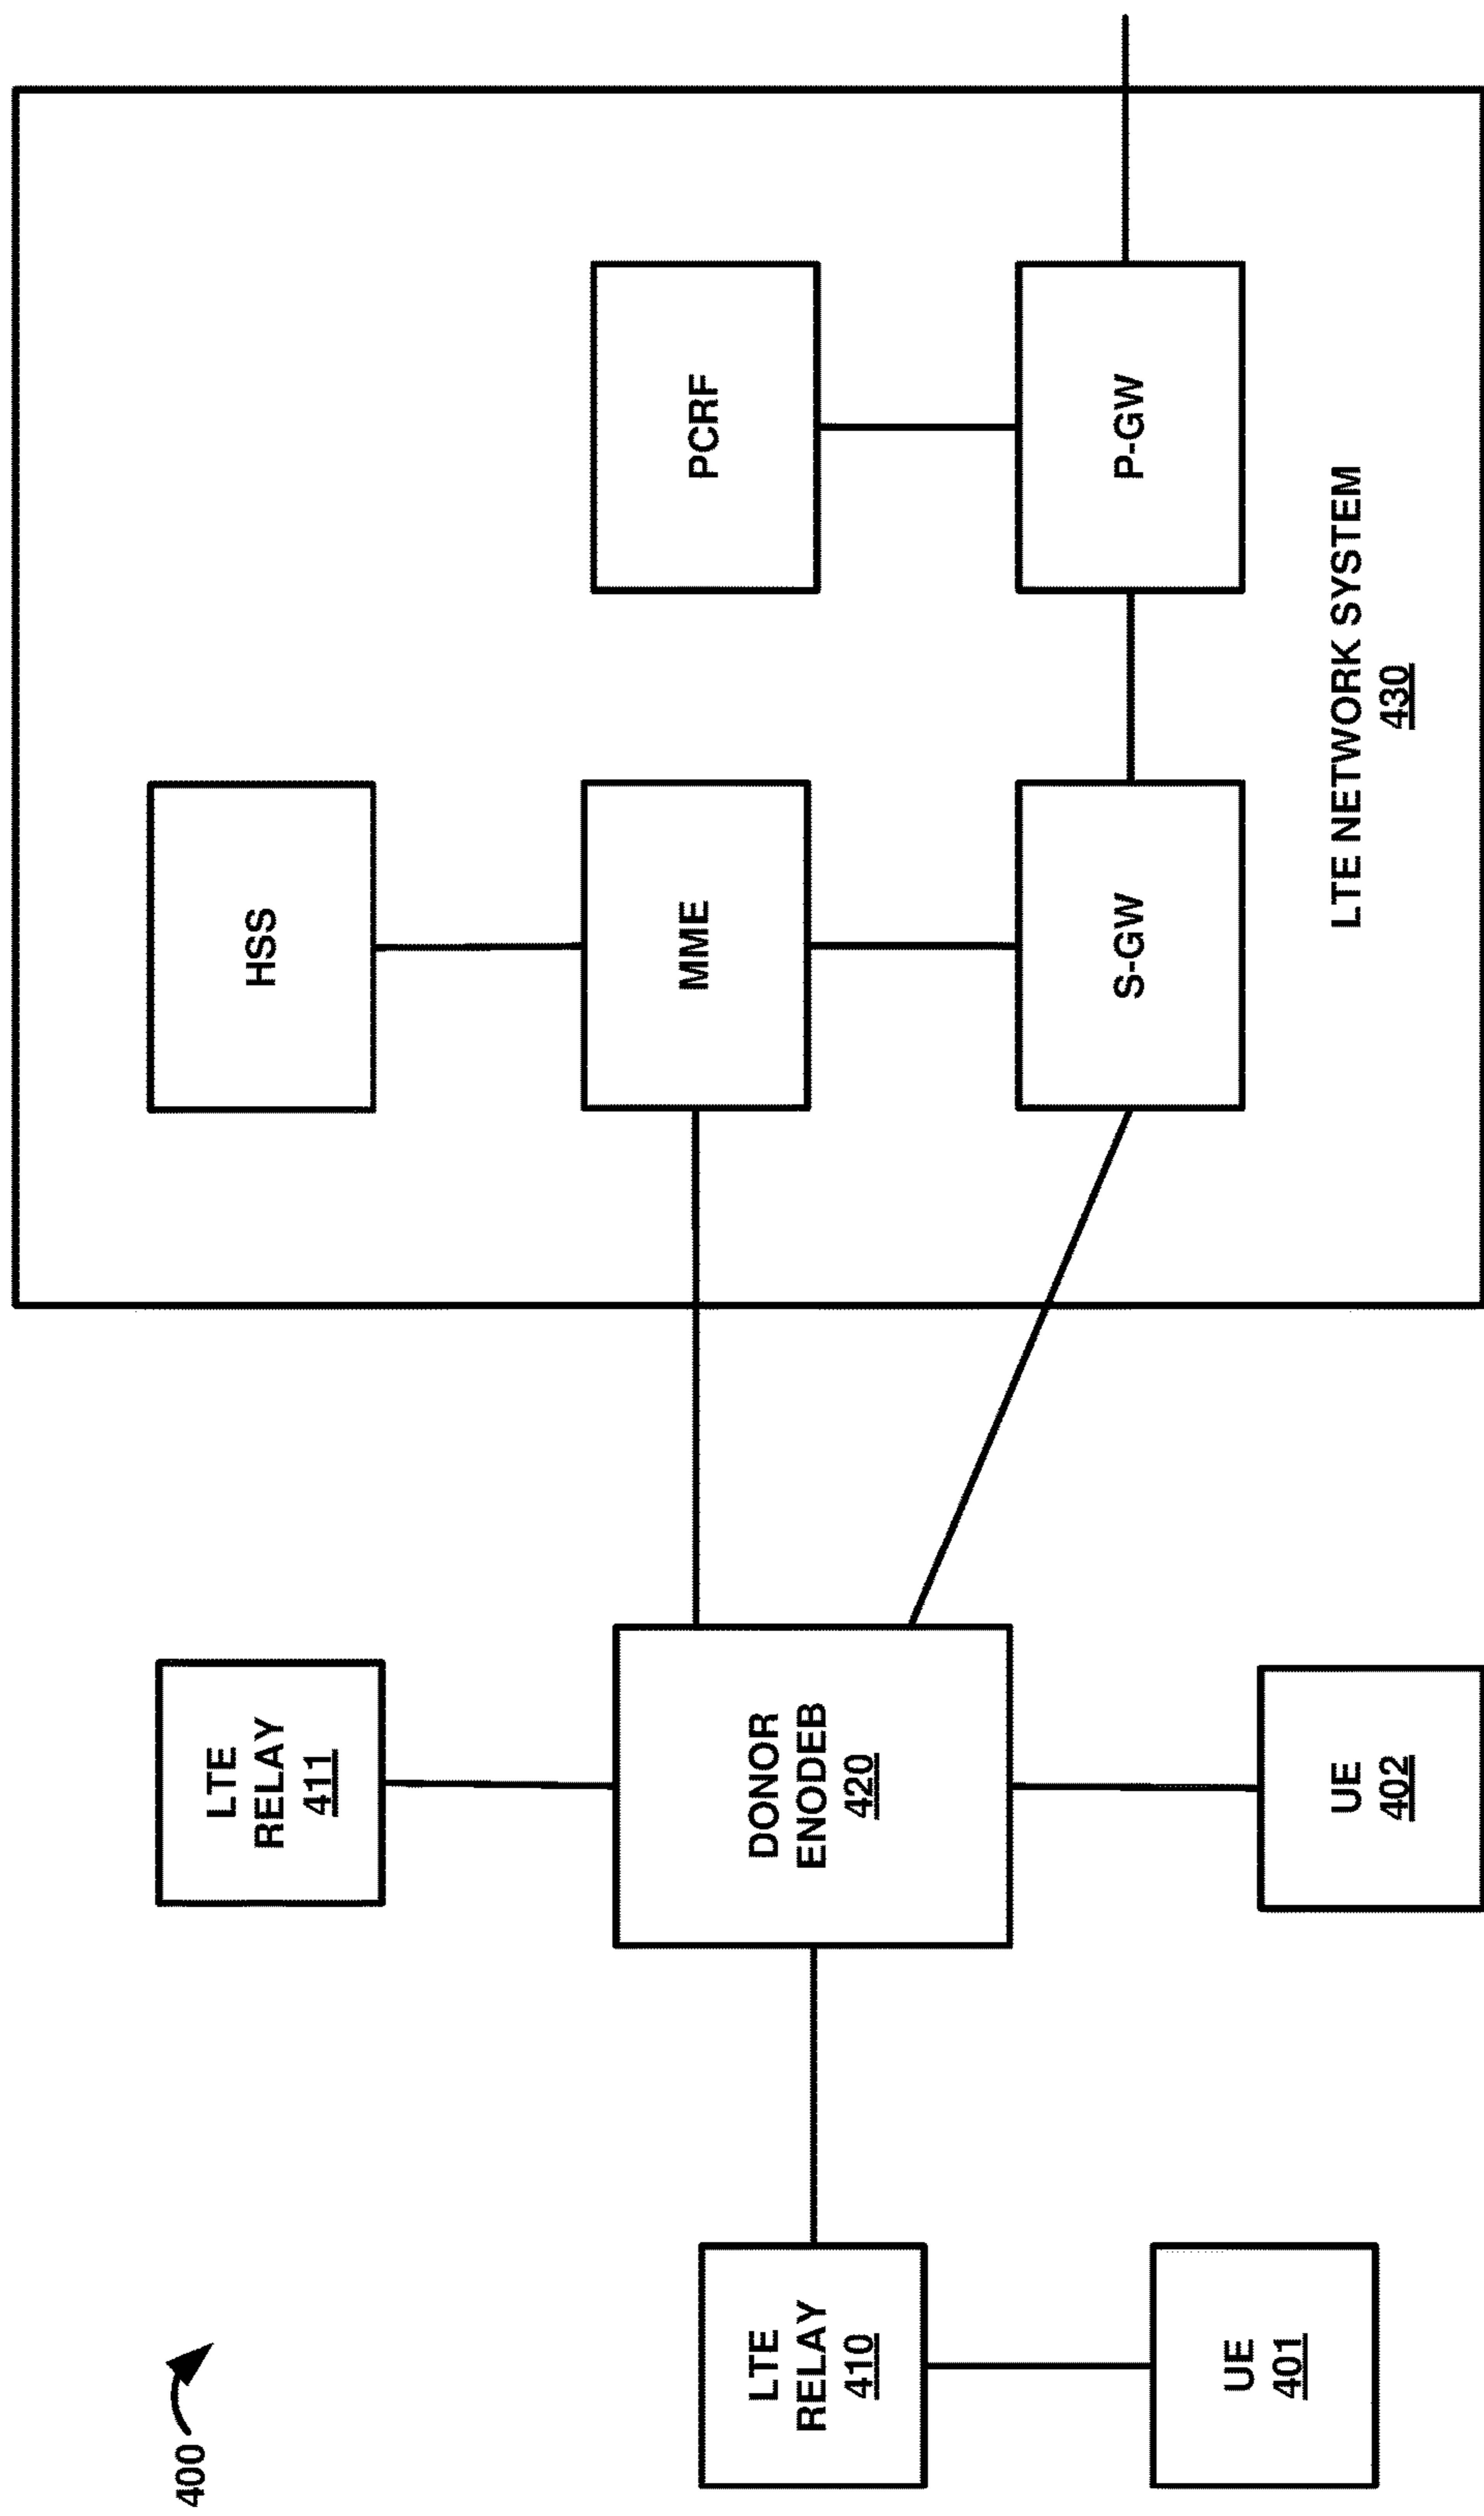 400
LTE
RELAY
411
HSS
LTE
RELAY
410
DONOR
ENODEB
420
MME
PCRF
UE
401
UE
402
S-GW
P-GW
LTE NETWORK SYSTEM
430